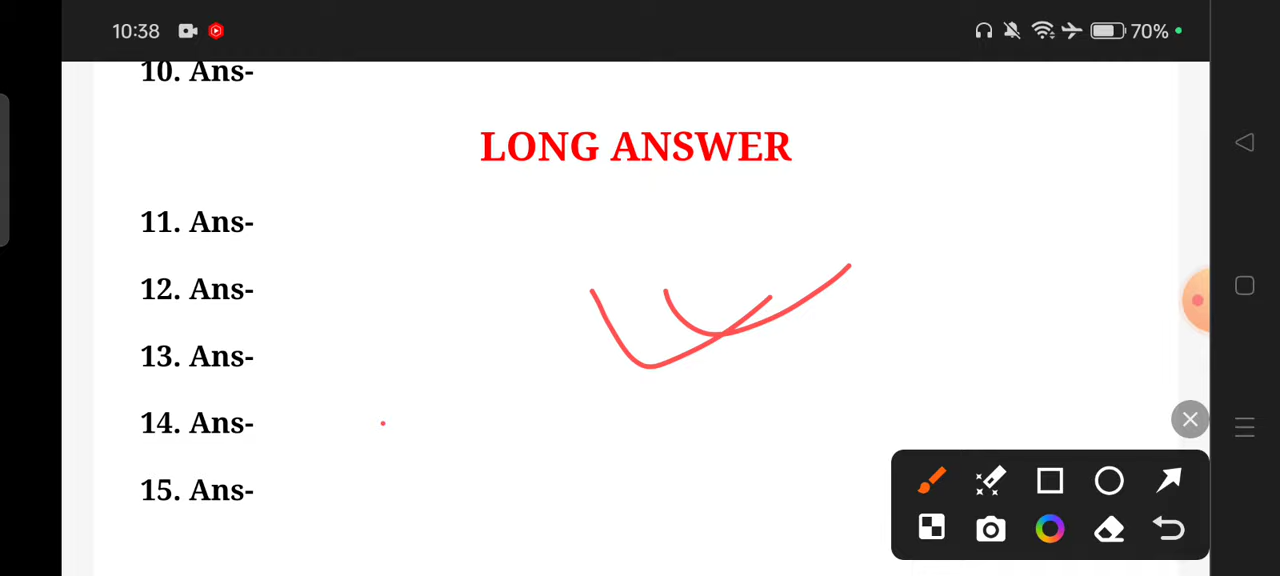 10:38 70%
10. Ans-
LONG ANSWER
11. Ans-
12. Ans-
13. Ans-
14. Ans-
15. Ans-